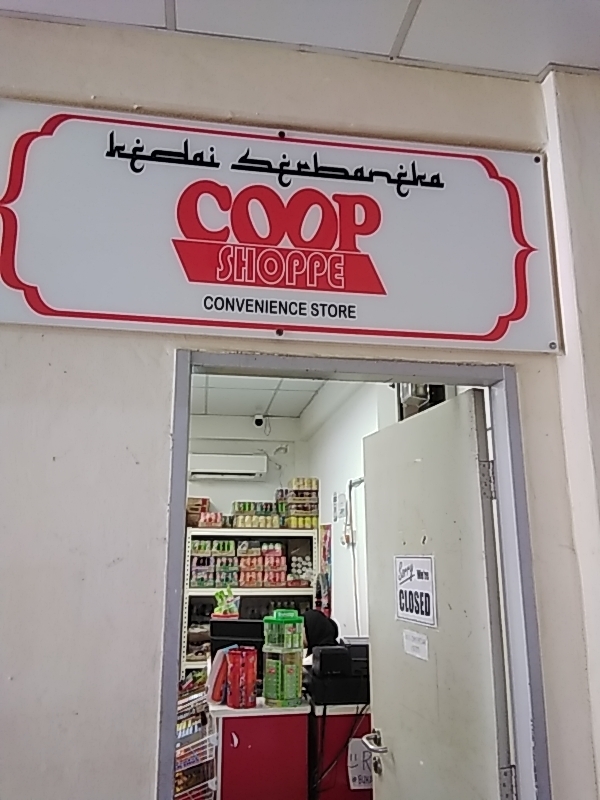 kedai serbaneka
COOP
SHOPPE
CONVENIENCE STORE
Sorry We're
CLOSED